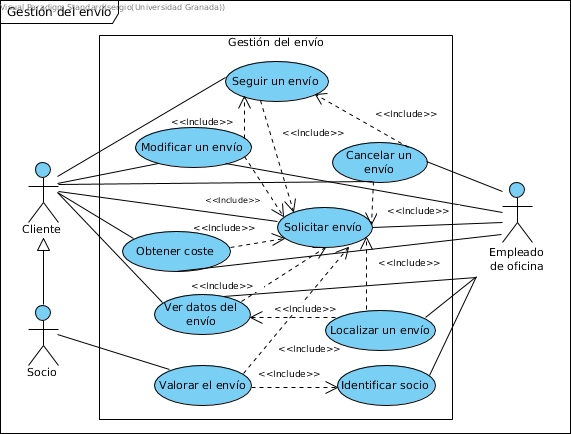 Visual Paradigm Standard(sergio(Universidad Granada))
Gestión del envío
Gestión del envío
Seguir un envío
<<Include>>
<<Include>>
<<Include>>
Modificar un envío
Cancelar un
envío
<<Include>>
<<Include>>
Cliente
Solicitar envío
<<Include>>
Empleado
de oficina
Obtener coste
<<Include>>
<<Include>>
Ver datos del
envío
<<Include>>
Localizar un envío
<<Include>>
Socio
<<Include>>
Valorar el envío
Identificar socio